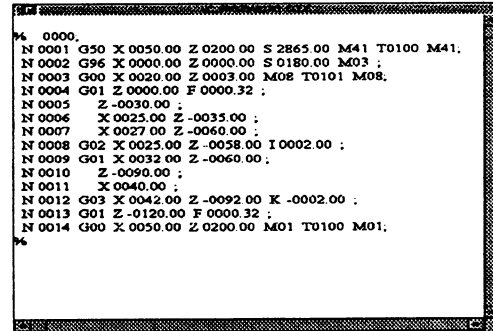 % 0000,
N 0001 G50 X 0050.00 Z 0200.00 S 2865.00 M41 T0100 M41;
N 0002 G96 X 0000.00 Z 0000.00 S 0180.00 M03 ;
N 0003 G00 X 0020.00 Z 0003.00 M08 T0101 M08;
N 0004 G01 Z 0000.00 F 0000.32 ;
N 0005 Z -0030.00 ;
N 0006 X 0025.00 Z -0035.00 ;
N 0007 X 0027.00 Z -0060.00 ;
N 0008 G02 X 0025.00 Z -0058.00 I 0002.00 ;
N 0009 G01 X 0032.00 Z -0060.00;
N 0010 Z -0090.00 ;
N 0011 X 0040.00 ;
N 0012 G03 X 0042.00 Z -0092.00 K -0002.00 ;
N 0013 G01 Z -0120.00 F 0000.32 ;
N 0014 G00 X 0050.00 Z 0200.00 M01 T0100 M01;
%